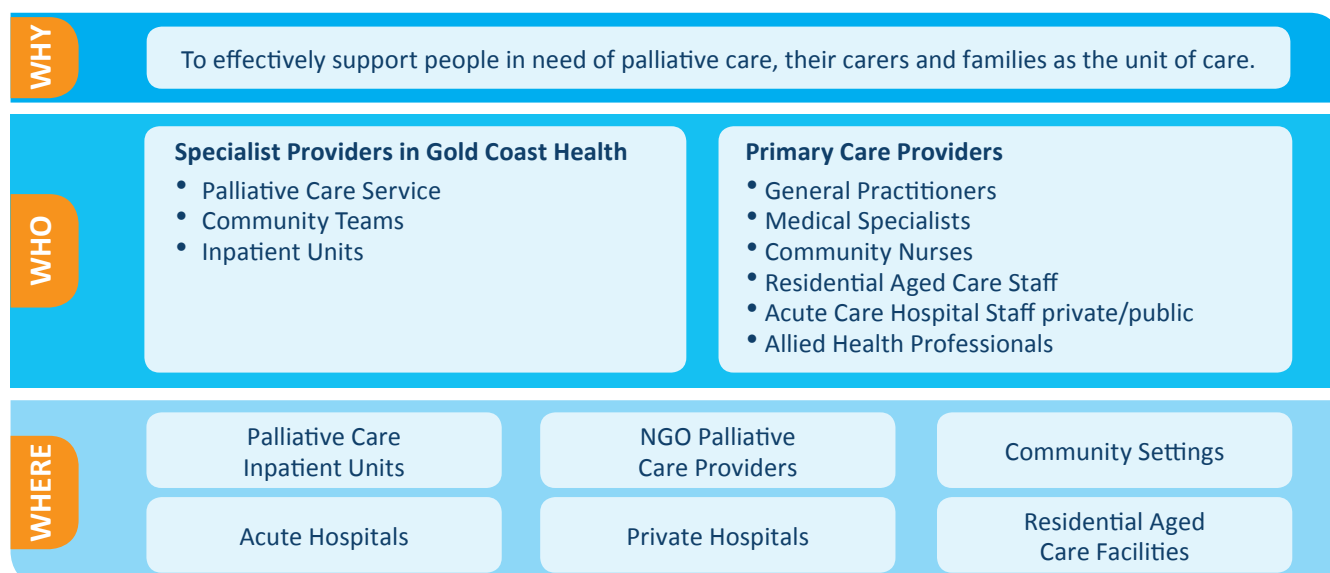 WHY
To effectively support people in need of palliative care, their carers and families as the unit of care.
WHO
Specialist Providers in Gold Coast Health
• Palliative Care Service
• Community Teams
• Inpatient Units
Primary Care Providers
• General Practitioners
• Medical Specialists
• Community Nurses
• Residential Aged Care Staff
• Acute Care Hospital Staff private/public
• Allied Health Professionals
WHERE
Palliative Care
Inpatient Units
NGO Palliative
Care Providers
Community Settings
Acute Hospitals
Private Hospitals
Residential Aged
Care Facilities